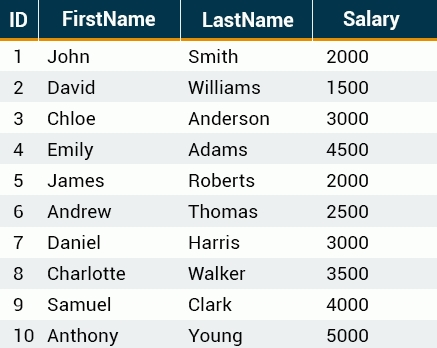 ID FirstName LastName Salary
1 John Smith 2000
2 David Williams 1500
3 Chloe Anderson 3000
4 Emily Adams 4500
5 James Roberts 2000
6 Andrew Thomas 2500
7 Daniel Harris 3000
8 Charlotte Walker 3500
9 Samuel Clark 4000
10 Anthony Young 5000